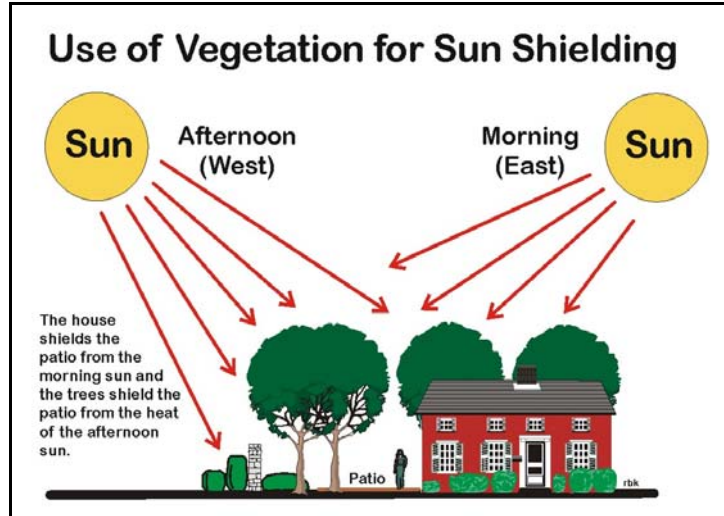 Use of Vegetation for Sun Shielding
Sun
Afternoon
(West)
Morning
(East)
Sun
The house
shields the
patio from the
morning sun and
the trees shield the
patio from the heat
of the afternoon
sun.
Patio
rbk